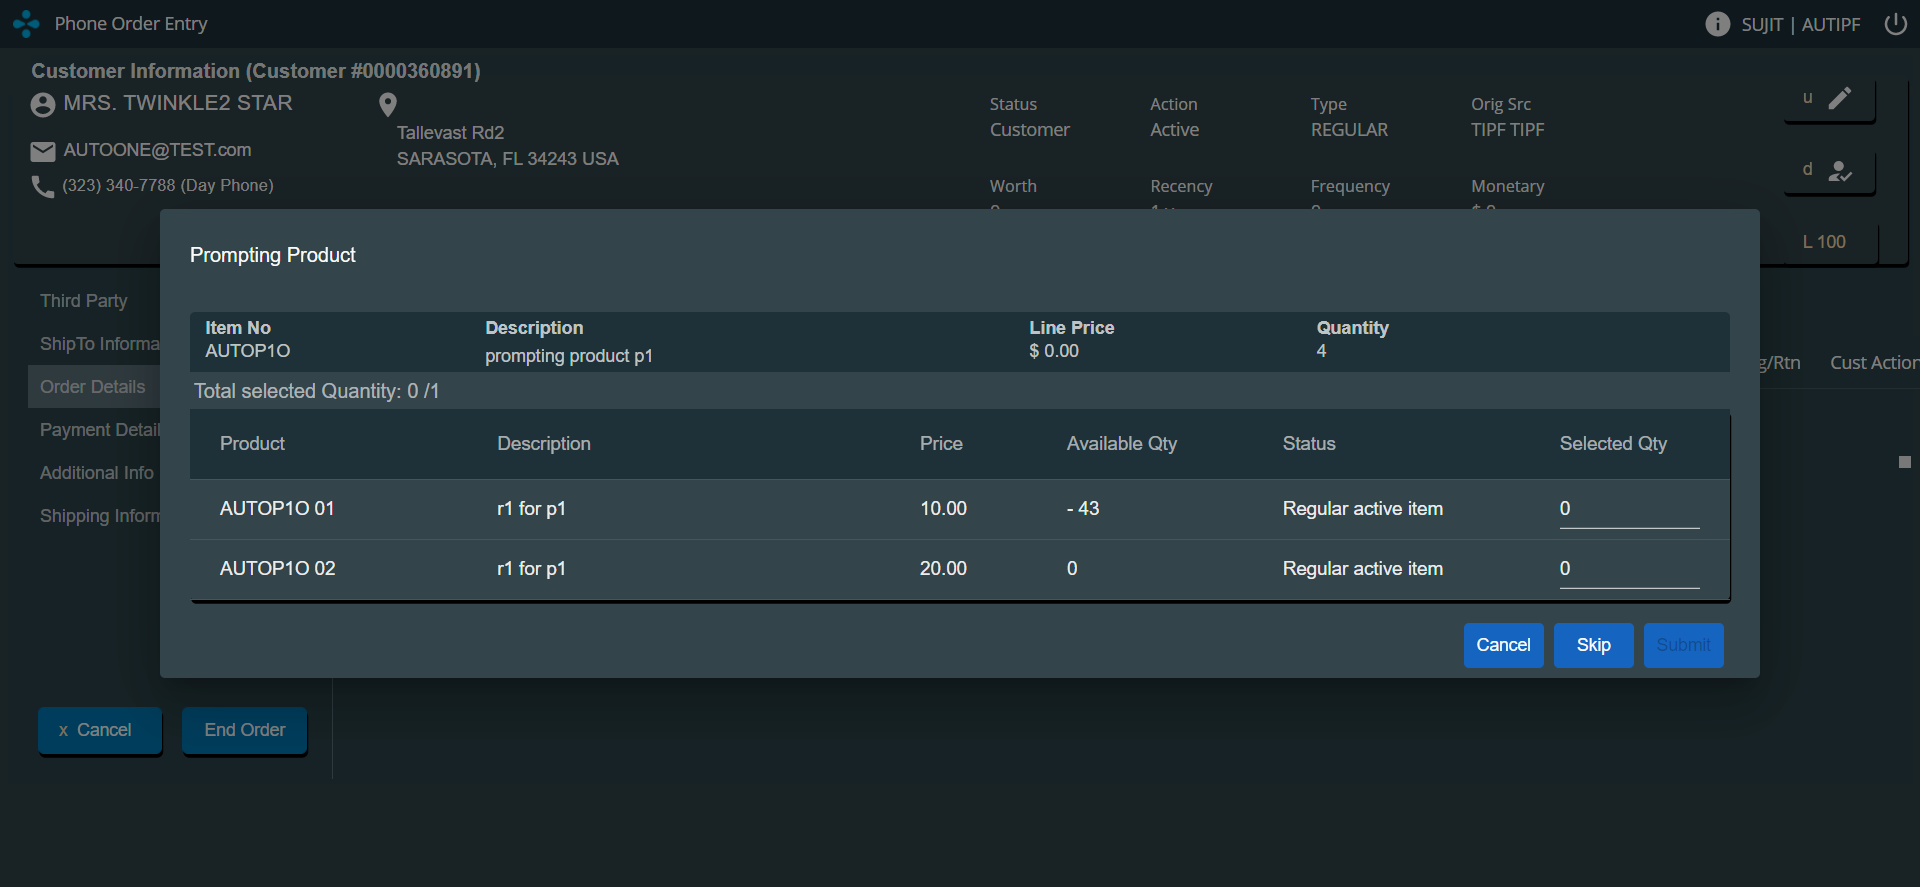 Phone Order Entry
SUJIT | AUTIPF
Customer Information (Customer #0000360891)
MRS. TWINKLE2 STAR
AUTOONE@TEST.com
(323) 340-7788 (Day Phone)
Tallevast Rd2
SARASOTA, FL 34243 USA
Status Action Type Orig Src
Customer Active REGULAR TIPF TIPF
Worth Recency Frequency Monetary
u
d
L 100
Third Party
ShipTo Informa
Order Details
Payment Detail
Additional Info
Shipping Inform
g/Rtn Cust Action
Prompting Product
Item No Description Line Price Quantity
AUTOP1O prompting product p1 $ 0.00 4
Total selected Quantity: 0 /1
Product Description Price Available Qty Status Selected Qty
AUTOP1O 01 r1 for p1 10.00 - 43 Regular active item 0
AUTOP1O 02 r1 for p1 20.00 0 Regular active item 0
Cancel Skip Submit
x Cancel End Order